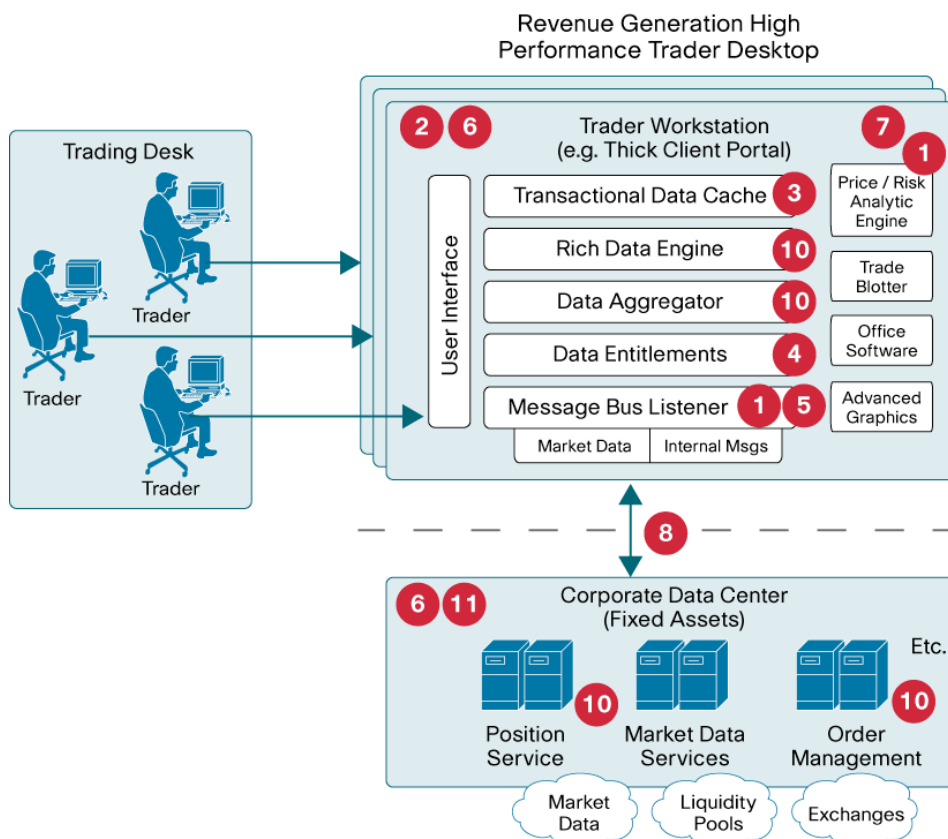 Revenue Generation High
Performance Trader Desktop
Trading Desk
Trader
Trader
Trader
2 6
Trader Workstation
(e.g. Thick Client Portal)
7
1
User Interface
Transactional Data Cache 3
Rich Data Engine 10
Data Aggregator 10
Data Entitlements 4
Message Bus Listener 1 5
Market Data
Internal Msgs
Price / Risk
Analytic
Engine
Trade
Blotter
Office
Software
Advanced
Graphics
8
6 11
Corporate Data Center
(Fixed Assets)
Etc.
10
10
Position
Service
Market Data
Services
Order
Management
Market
Data
Liquidity
Pools
Exchanges